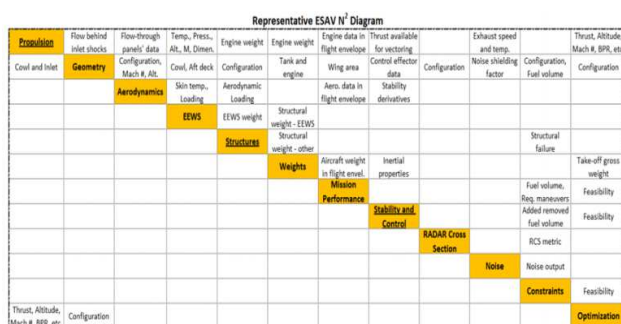 Representative ESAV N² Diagram
Propulsion
Flow behind
inlet shocks
Flow-through
panels' data
Temp., Press.,
Alt., M, Dimen.
Engine weight
Engine weight
Engine data in
flight envelope
Thrust available
for vectoring
Exhaust speed
and temp.
Thrust, Altitude,
Mach #, BPR, etc
Cowl and Inlet
Geometry
Configuration,
Mach #, Alt.
Cowl, Aft deck
Configuration
Tank and
engine
Wing area
Control effector
data
Configuration
Noise shielding
factor
Configuration,
Fuel volume
Configuration
Aerodynamics
Skin temp.,
Loading
Aerodynamic
Loading
Aero. data in
flight envelope
Stability
derivatives
EEWS
EEWS weight
Structural
weight - EEWS
Structures
Structural
weight - other
Structural
failure
Weights
Aircraft weight
in flight envel.
Inertial
properties
Take-off gross
weight
Mission
Performance
Fuel volume,
Req. maneuvers
Feasibility
Stability and
Control
Added removed
fuel volume
Feasibility
RADAR Cross
Section
RCS metric
Noise
Noise output
Constraints
Feasibility
Thrust, Altitude,
Mach #, BPR, etc
Configuration
Optimization